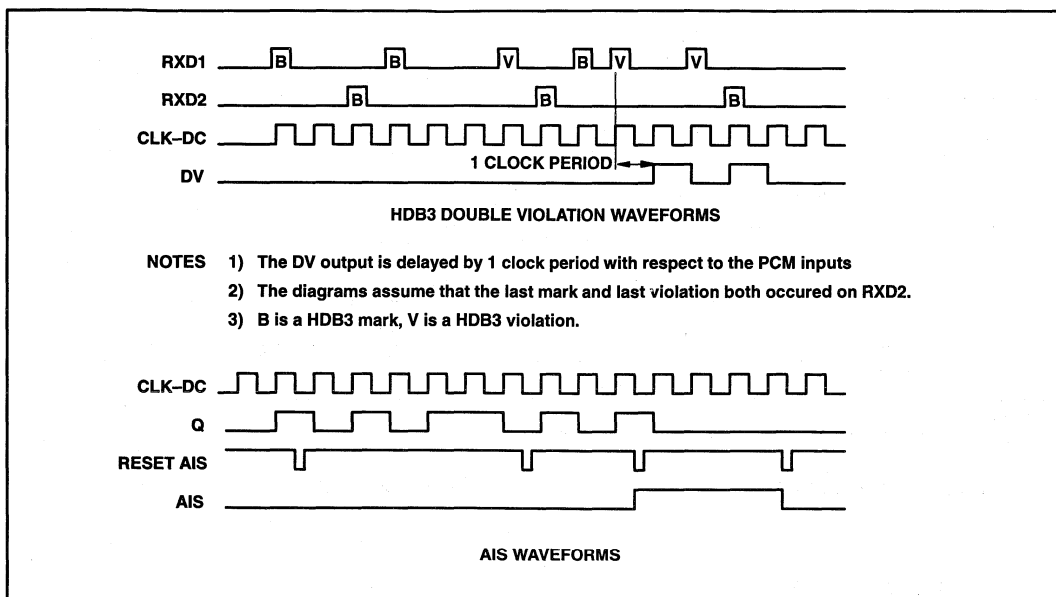 RXD1 B B V B V V
RXD2 B B B
CLK–DC
1 CLOCK PERIOD
DV
HDB3 DOUBLE VIOLATION WAVEFORMS
NOTES 1) The DV output is delayed by 1 clock period with respect to the PCM inputs
2) The diagrams assume that the last mark and last violation both occured on RXD2.
3) B is a HDB3 mark, V is a HDB3 violation.
CLK–DC
Q
RESET AIS
AIS
AIS WAVEFORMS